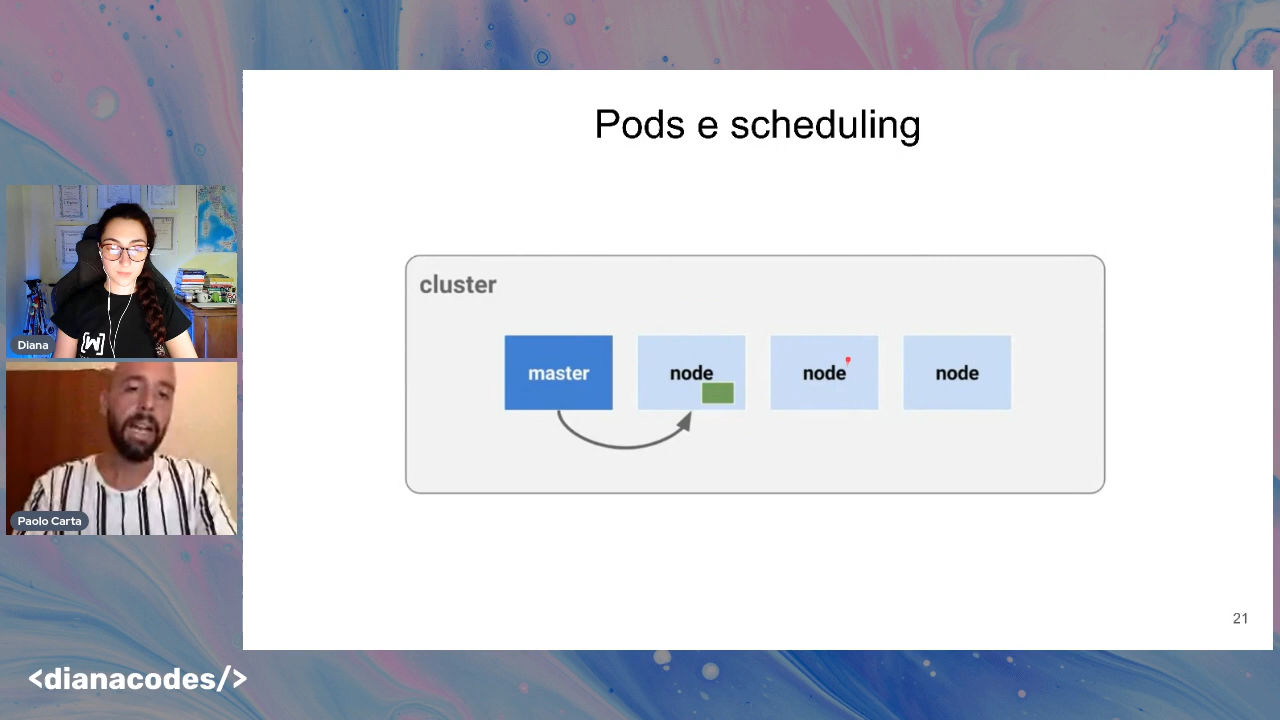 Pods e scheduling
cluster
master
node
node
node
21
Diana
[W]
Paolo Carta
<dianacodes/>